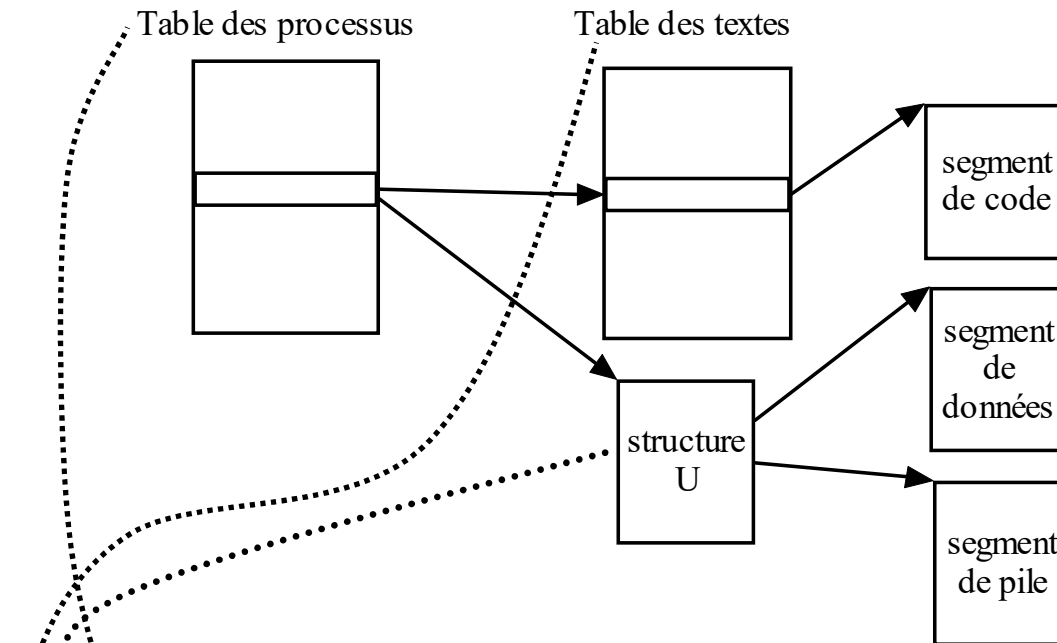 Table des processus
Table des textes
segment
de code
segment
de
données
structure
U
segment
de pile